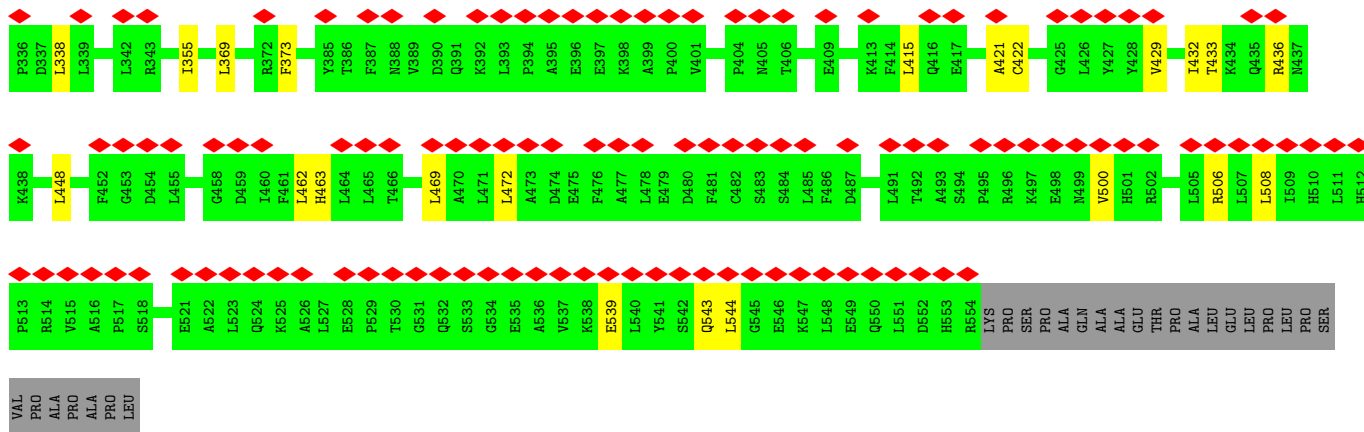 P336 D337 L338 L339 L342 R343 I355 L369 R372 F373 Y385 T386 F387 N388 V389 D390 Q391 K392 L393 P394 A395 E396 E397 K398 A399 P400 V401 P404 N405 T406 E409 K413 F414 L415 Q416 E417 A421 C422 G425 L426 Y427 Y428 V429 I432 T433 K434 Q435 R436 N437
K438 L448 F452 G453 D454 L455 G458 D459 I460 F461 L462 H463 L464 L465 T466 L469 A470 L471 L472 A473 D474 E475 F476 A477 L478 E479 D480 F481 C482 S483 S484 L485 F486 D487 L491 T492 A493 S494 P495 R496 K497 E498 N499 V500 H501 R502 L505 R506 L507 L508 I509 H510 L511 H512
P513 R514 V515 A516 P517 S518 E521 A522 L523 Q524 K525 A526 L527 E528 P529 T530 G531 Q532 S533 G534 E535 A536 V537 K538 E539 L540 Y541 S542 Q543 L544 G545 E546 K547 L548 E549 Q550 L551 D552 H553 R554 LYS PRO SER PRO ALA GLN ALA ALA GLU THR PRO ALA LEU GLU LEU PRO LEU PRO SER
VAL PRO ALA PRO ALA PRO LEU